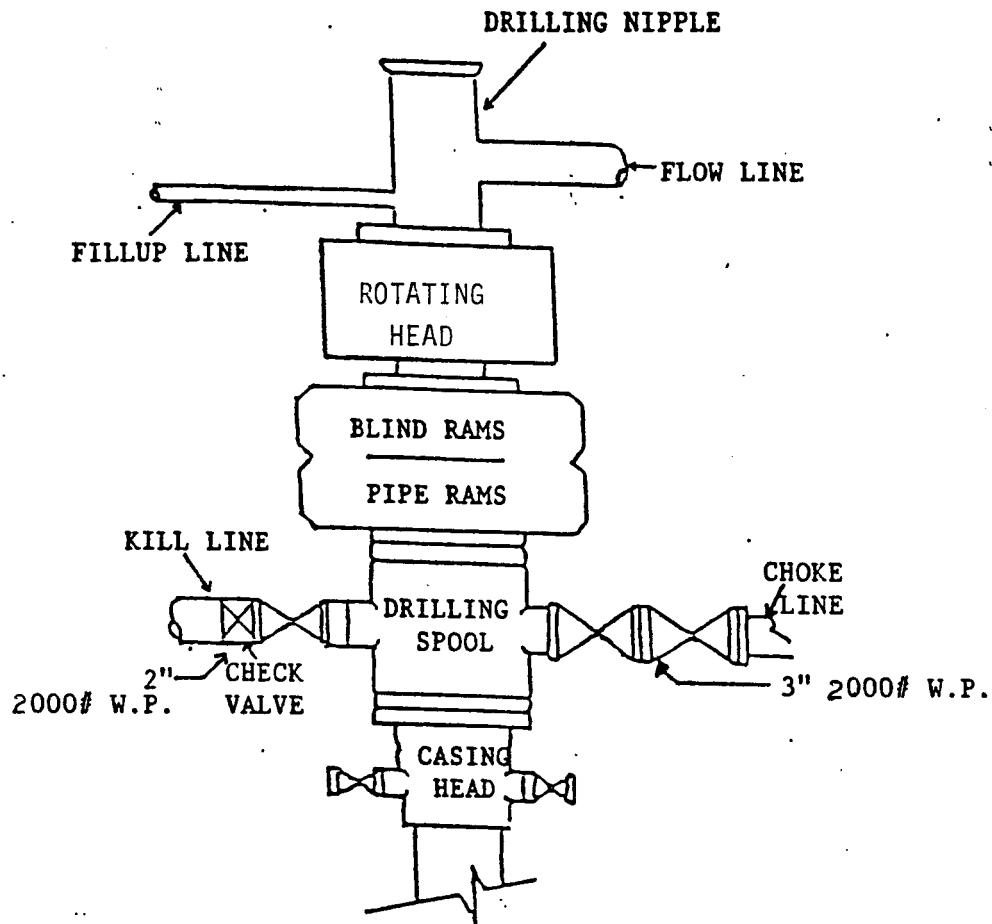 DRILLING NIPPLE
FLOW LINE
FILLUP LINE
ROTATING
HEAD
BLIND RAMS
PIPE RAMS
KILL LINE
CHOKE
LINE
DRILLING
SPOOL
2"
2000# W.P.
CHECK
VALVE
3" 2000# W.P.
CASING
HEAD